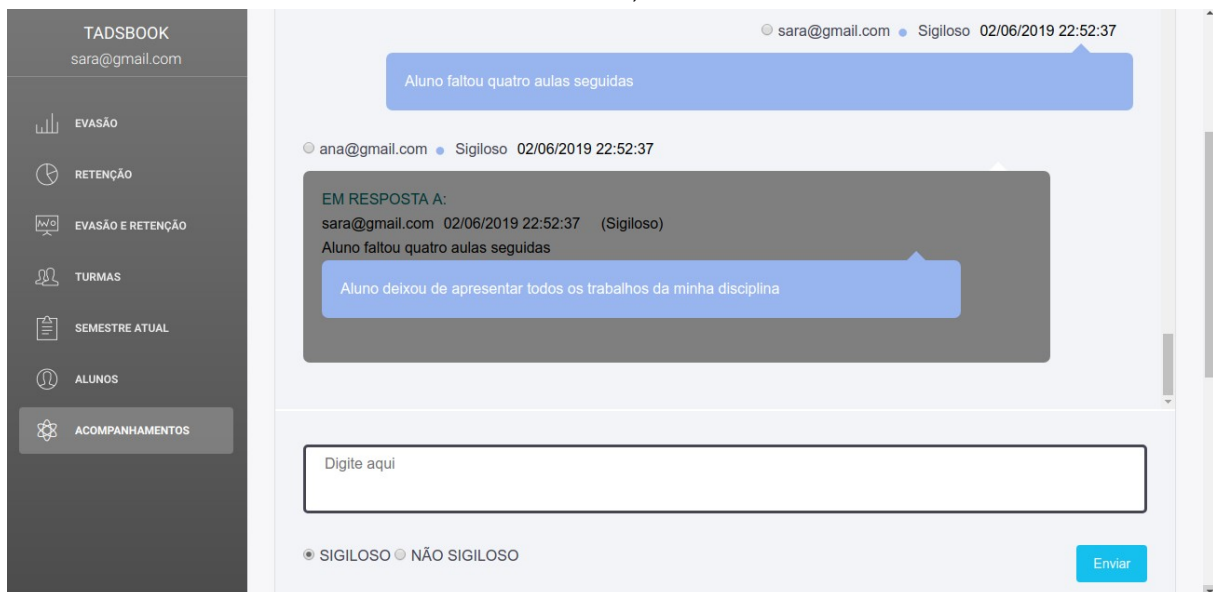 TADSBOOK
sara@gmail.com
EVASÃO
RETENÇÃO
EVASÃO E RETENÇÃO
TURMAS
SEMESTRE ATUAL
ALUNOS
ACOMPANHAMENTOS
sara@gmail.com Sigiloso 02/06/2019 22:52:37
Aluno faltou quatro aulas seguidas
ana@gmail.com Sigiloso 02/06/2019 22:52:37
EM RESPOSTA A:
sara@gmail.com 02/06/2019 22:52:37 (Sigiloso)
Aluno faltou quatro aulas seguidas
Aluno deixou de apresentar todos os trabalhos da minha disciplina
Digite aqui
SIGILOSO NÃO SIGILOSO
Enviar